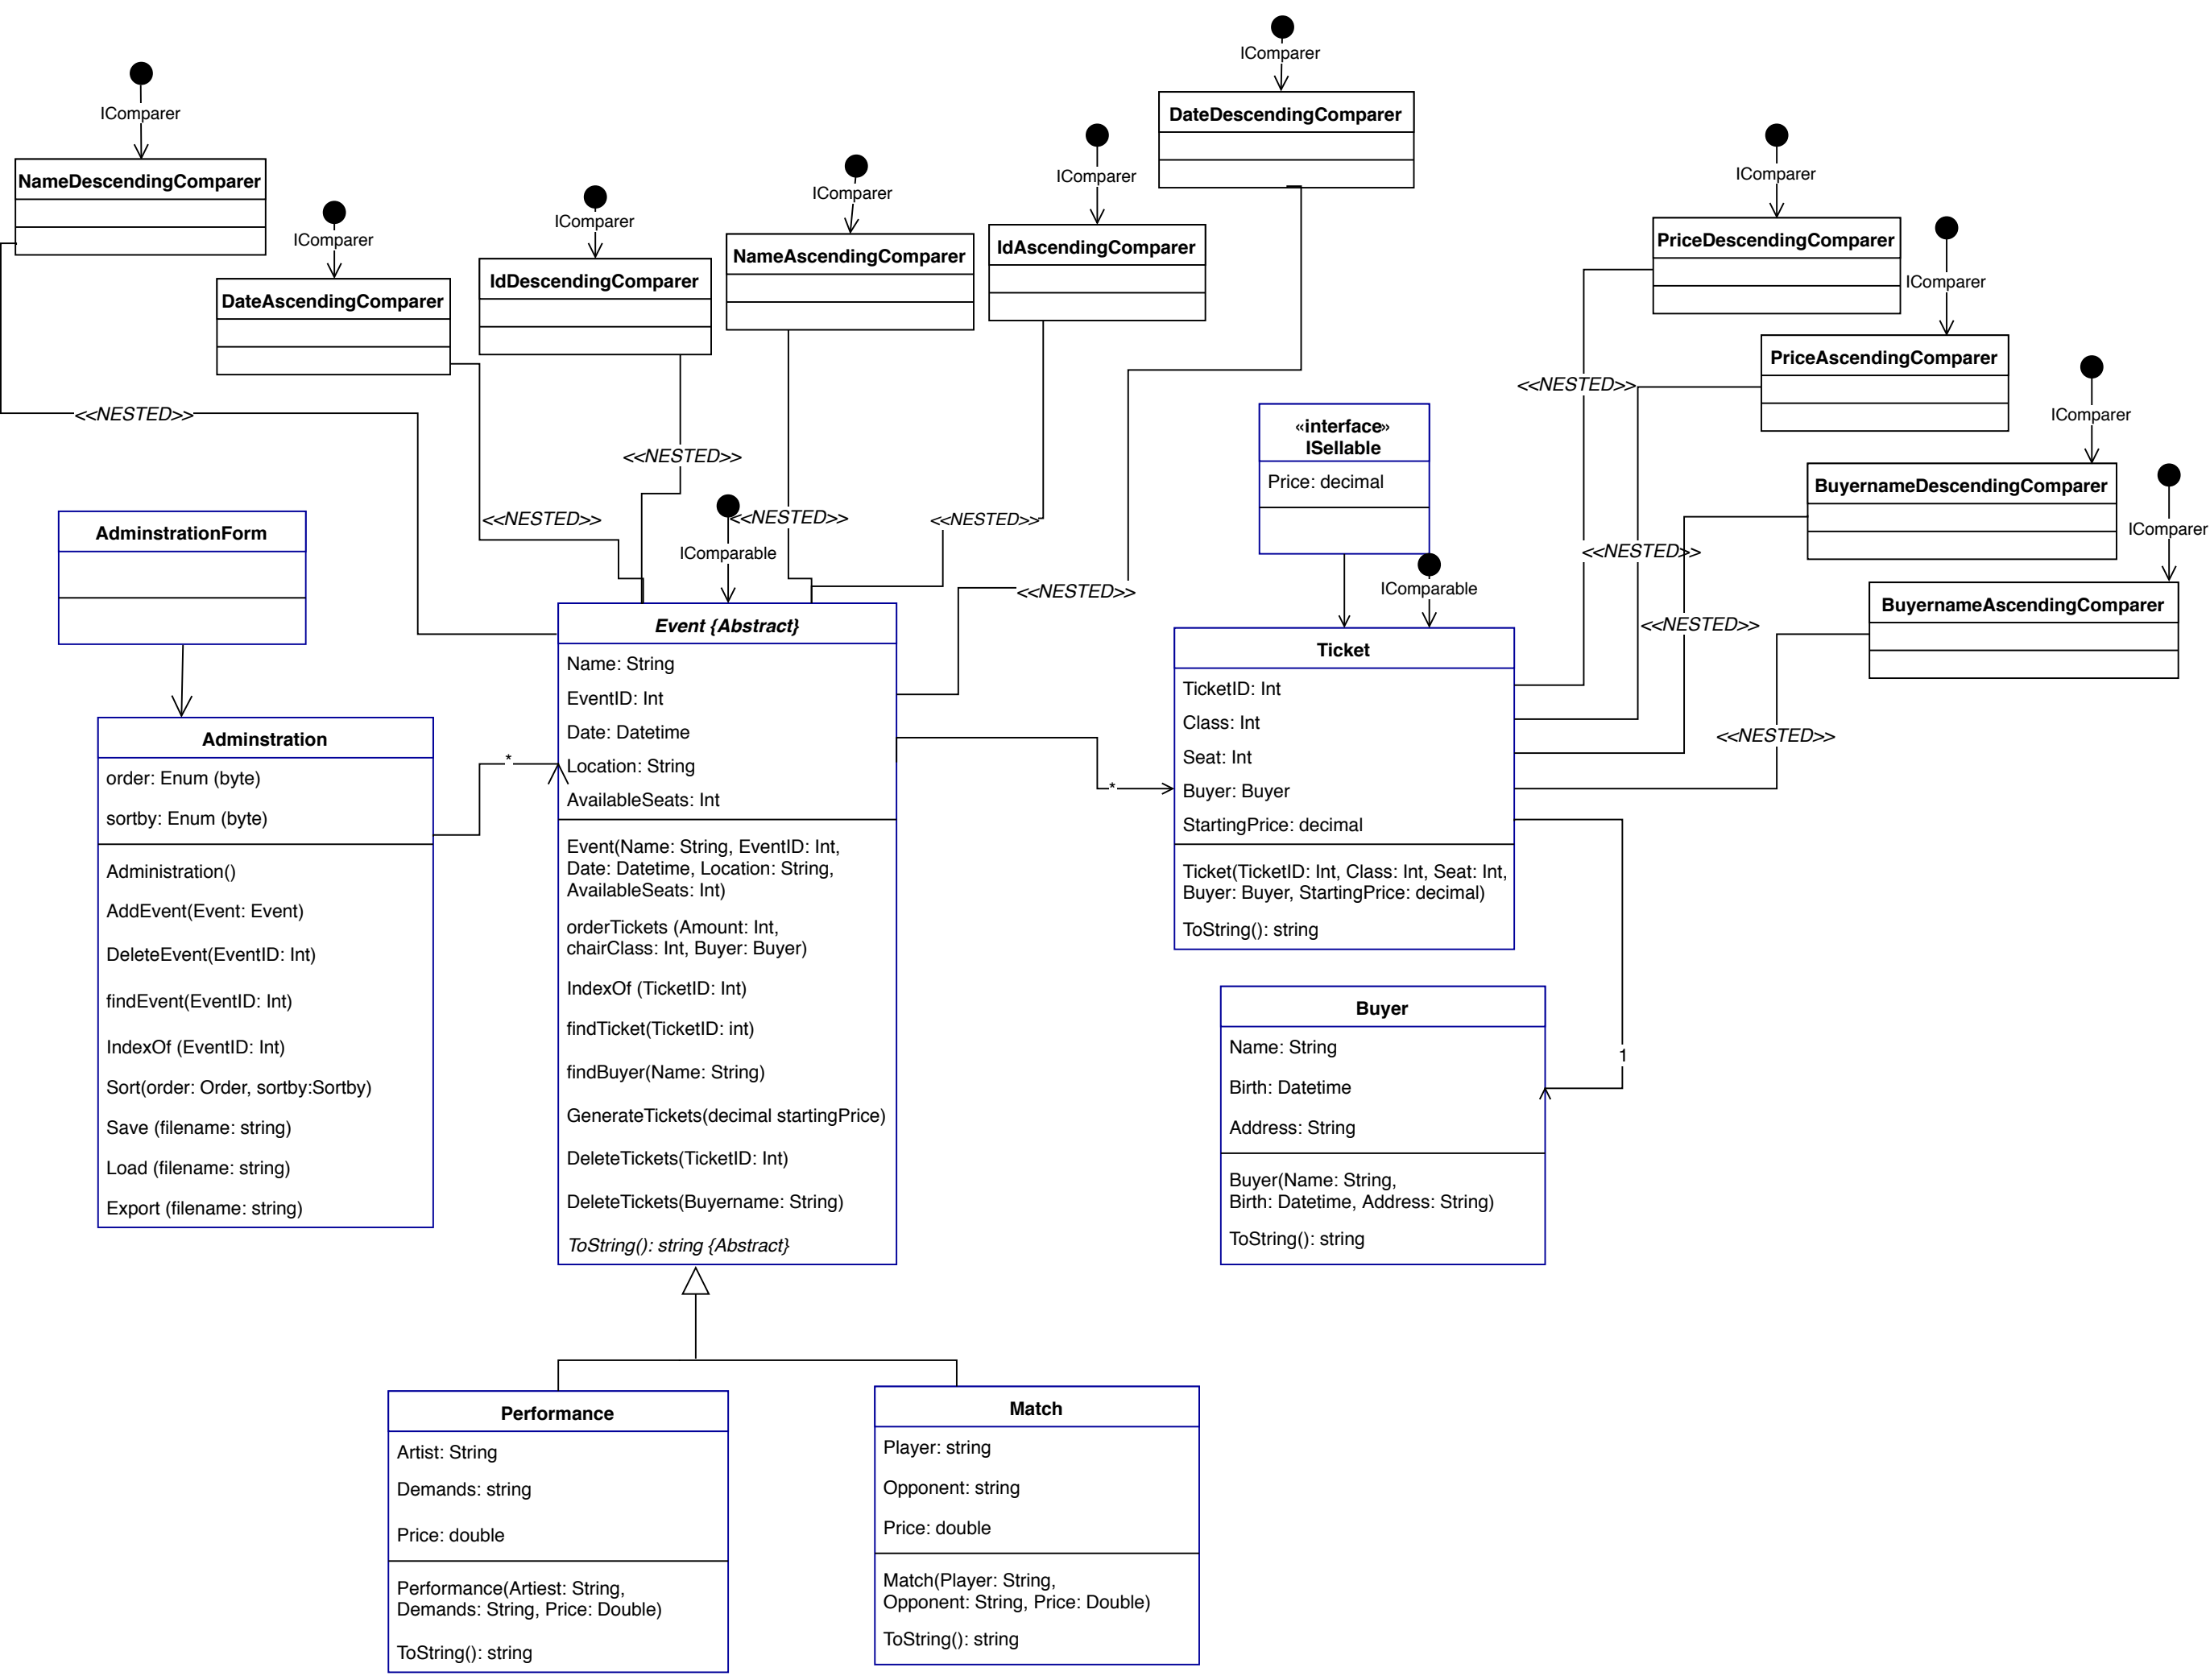 IComparer
DateDescendingComparer
IComparer
NameDescendingComparer
IComparer
DateAscendingComparer
IComparer
IdDescendingComparer
IComparer
NameAscendingComparer
IComparer
IdAscendingComparer
IComparer
PriceDescendingComparer
IComparer
PriceAscendingComparer
IComparer
BuyernameDescendingComparer
IComparer
BuyernameAscendingComparer
<<NESTED>>
<<NESTED>>
<<NESTED>>
<<NESTED>>
<<NESTED>>
<<NESTED>>
<<NESTED>>
<<NESTED>>
<<NESTED>>
<<NESTED>>
IComparable
IComparable
«interface»
ISellable
Price: decimal
AdminstrationForm
Adminstration
order: Enum (byte)
sortby: Enum (byte)
Administration()
AddEvent(Event: Event)
DeleteEvent(EventID: Int)
findEvent(EventID: Int)
IndexOf (EventID: Int)
Sort(order: Order, sortby:Sortby)
Save (filename: string)
Load (filename: string)
Export (filename: string)
*
Event {Abstract}
Name: String
EventID: Int
Date: Datetime
Location: String
AvailableSeats: Int
Event(Name: String, EventID: Int,
Date: Datetime, Location: String,
AvailableSeats: Int)
orderTickets (Amount: Int,
chairClass: Int, Buyer: Buyer)
IndexOf (TicketID: Int)
findTicket(TicketID: int)
findBuyer(Name: String)
GenerateTickets(decimal startingPrice)
DeleteTickets(TicketID: Int)
DeleteTickets(Buyername: String)
ToString(): string {Abstract}
*
Ticket
TicketID: Int
Class: Int
Seat: Int
Buyer: Buyer
StartingPrice: decimal
Ticket(TicketID: Int, Class: Int, Seat: Int,
Buyer: Buyer, StartingPrice: decimal)
ToString(): string
1
Buyer
Name: String
Birth: Datetime
Address: String
Buyer(Name: String,
Birth: Datetime, Address: String)
ToString(): string
Performance
Artist: String
Demands: string
Price: double
Performance(Artiest: String,
Demands: String, Price: Double)
ToString(): string
Match
Player: string
Opponent: string
Price: double
Match(Player: String,
Opponent: String, Price: Double)
ToString(): string